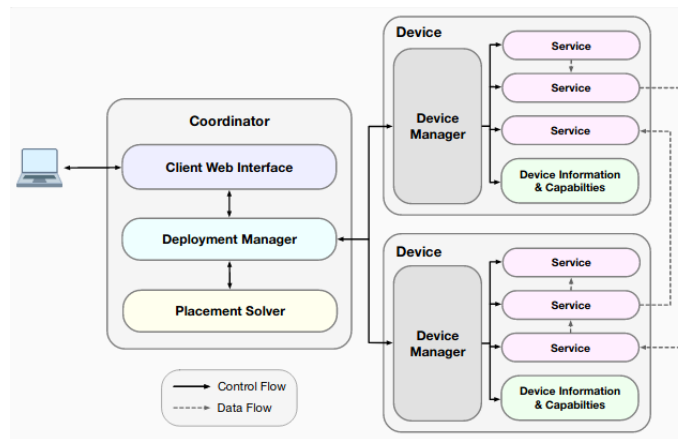 Device
Service
Service
Service
Device
Manager
Device Information
& Capabilties
Coordinator
Client Web Interface
Deployment Manager
Placement Solver
Device
Service
Service
Service
Device
Manager
Device Information
& Capabilties
Control Flow
Data Flow